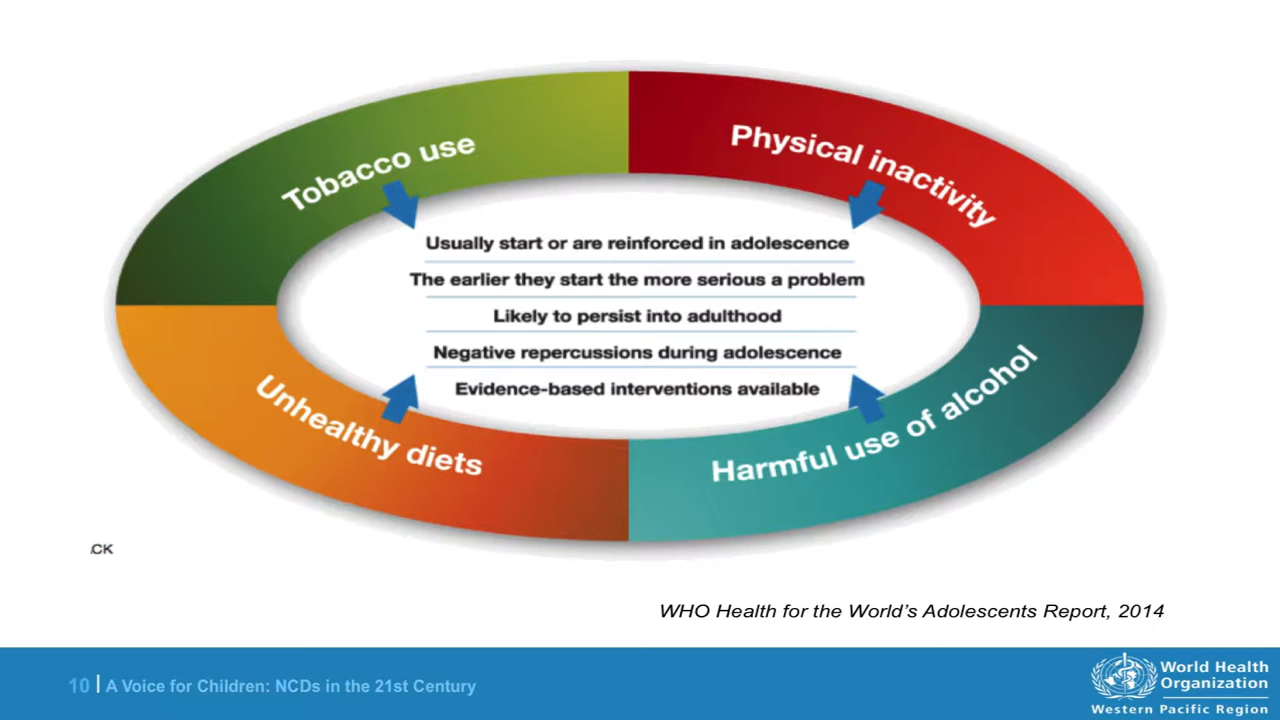 Tobacco use
Physical inactivity
Usually start or are reinforced in adolescence
The earlier they start the more serious a problem
Likely to persist into adulthood
Negative repercussions during adolescence
Evidence-based interventions available
Unhealthy diets
Harmful use of alcohol
CK
WHO Health for the World's Adolescents Report, 2014
10 | A Voice for Children: NCDs in the 21st Century
World Health
Organization
Western Pacific Region